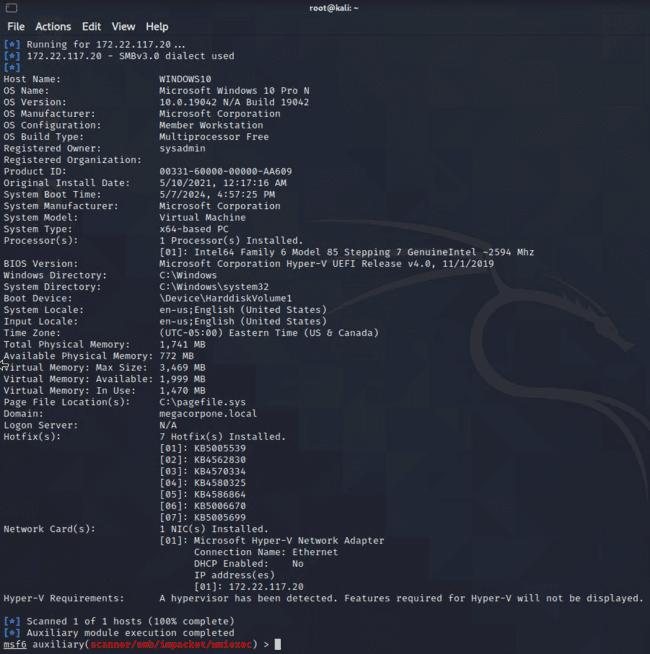 root@kali: ~
File Actions Edit View Help
[*] Running for 172.22.117.20...
[*] 172.22.117.20 - SMBv3.0 dialect used
[*]
Host Name: WINDOWS10
OS Name: Microsoft Windows 10 Pro N
OS Version: 10.0.19042 N/A Build 19042
OS Manufacturer: Microsoft Corporation
OS Configuration: Member Workstation
OS Build Type: Multiprocessor Free
Registered Owner: sysadmin
Registered Organization:
Product ID: 00331-60000-00000-AA609
Original Install Date: 5/10/2021, 12:17:16 AM
System Boot Time: 5/7/2024, 4:57:25 PM
System Manufacturer: Microsoft Corporation
System Model: Virtual Machine
System Type: x64-based PC
Processor(s): 1 Processor(s) Installed.
[01]: Intel64 Family 6 Model 85 Stepping 7 GenuineIntel ~2594 Mhz
BIOS Version: Microsoft Corporation Hyper-V UEFI Release v4.0, 11/1/2019
Windows Directory: C:\Windows
System Directory: C:\Windows\system32
Boot Device: \Device\HarddiskVolume1
System Locale: en-us;English (United States)
Input Locale: en-us;English (United States)
Time Zone: (UTC-05:00) Eastern Time (US & Canada)
Total Physical Memory: 1,741 MB
Available Physical Memory: 772 MB
Virtual Memory: Max Size: 3,469 MB
Virtual Memory: Available: 1,999 MB
Virtual Memory: In Use: 1,470 MB
Page File Location(s): C:\pagefile.sys
Domain: megacorpone.local
Logon Server: N/A
Hotfix(s): 7 Hotfix(s) Installed.
[01]: KB5005539
[02]: KB4562830
[03]: KB4570334
[04]: KB4580325
[05]: KB4586864
[06]: KB5006670
[07]: KB5005699
Network Card(s): 1 NIC(s) Installed.
[01]: Microsoft Hyper-V Network Adapter
Connection Name: Ethernet
DHCP Enabled: No
IP address(es)
[01]: 172.22.117.20
Hyper-V Requirements: A hypervisor has been detected. Features required for Hyper-V will not be displayed.
[*] Scanned 1 of 1 hosts (100% complete)
[*] Auxiliary module execution completed
msf6 auxiliary(scanner/smb/impacket/wmiexec) >